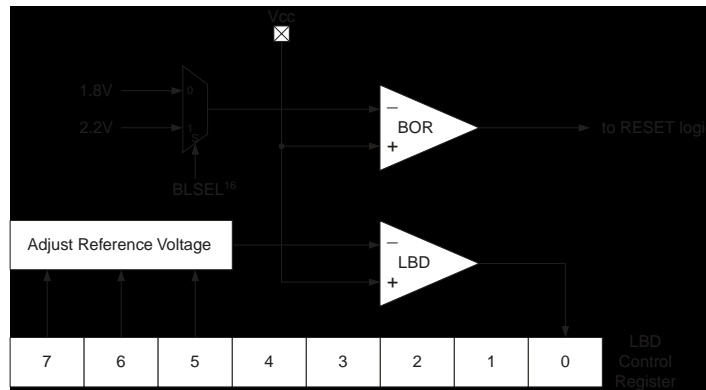 Vcc
1.8V
0
2.2V
1
S
BLSEL16
−
BOR
+
to RESET logi
Adjust Reference Voltage
−
LBD
+
7 6 5 4 3 2 1 0
LBD
Control
Register